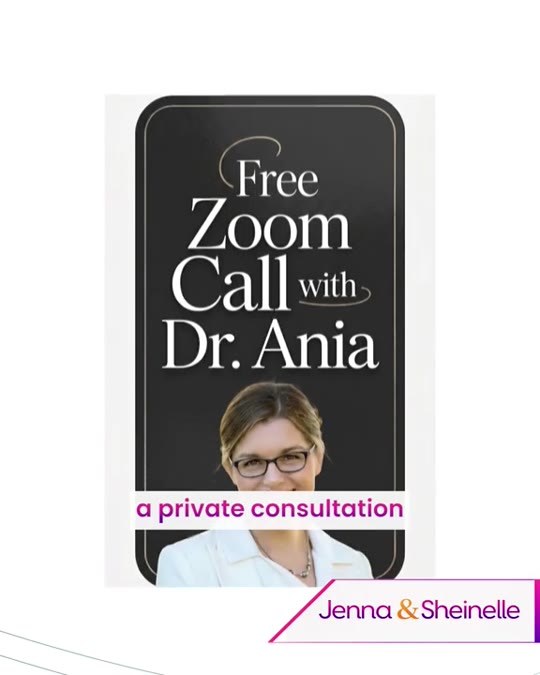 Free
Zoom
Call with
Dr. Ania
a private consultation
Jenna & Sheinelle